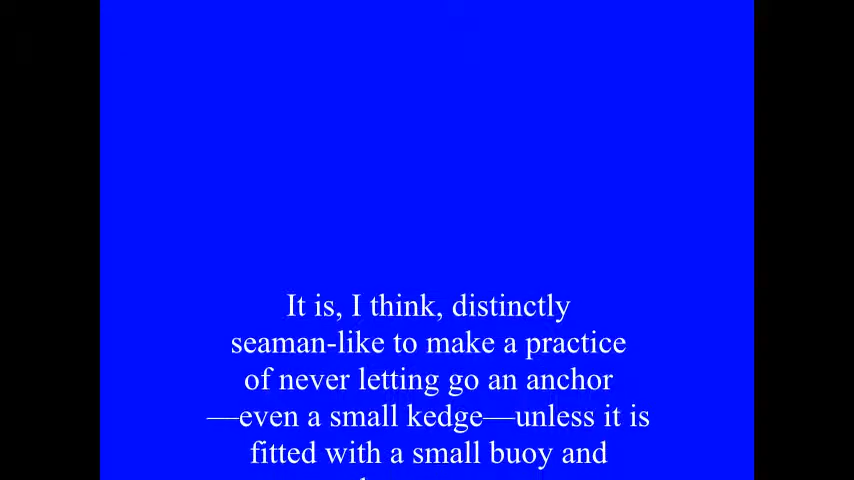 It is, I think, distinctly
seaman-like to make a practice
of never letting go an anchor
—even a small kedge—unless it is
fitted with a small buoy and